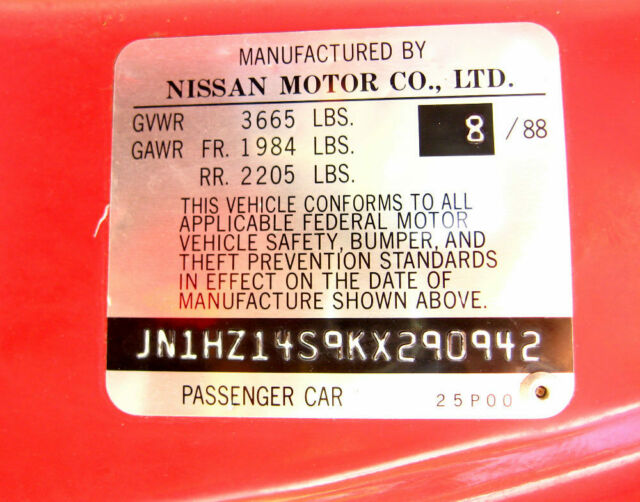 MANUFACTURED BY
NISSAN MOTOR CO., LTD.
GVWR 3665 LBS. 8 / 88
GAWR FR. 1984 LBS.
RR. 2205 LBS.
THIS VEHICLE CONFORMS TO ALL
APPLICABLE FEDERAL MOTOR
VEHICLE SAFETY, BUMPER, AND
THEFT PREVENTION STANDARDS
IN EFFECT ON THE DATE OF
MANUFACTURE SHOWN ABOVE.
JN1HZ14S9KX290942
PASSENGER CAR 25P00